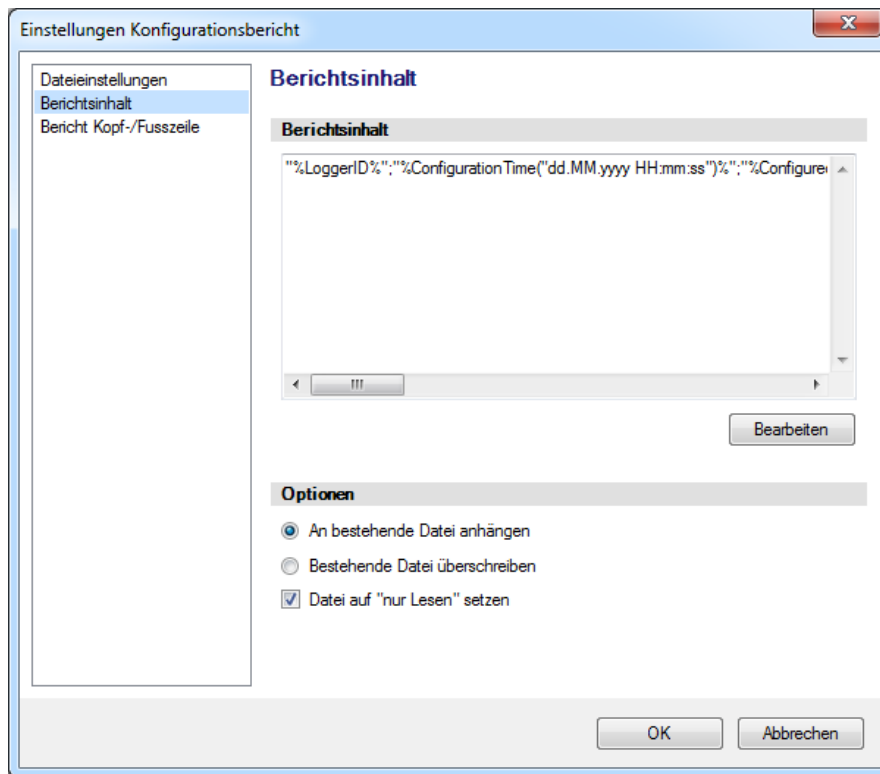 Einstellungen Konfigurationsbericht
Dateieinstellungen
Berichtsinhalt
Bericht Kopf-/Fusszeile
Berichtsinhalt
Berichtsinhalt
"%LoggerID%";"%ConfigurationTime("dd.MM.yyyy HH:mm:ss")%";"%Configure
Bearbeiten
Optionen
An bestehende Datei anhängen
Bestehende Datei überschreiben
Datei auf "nur Lesen" setzen
OK
Abbrechen